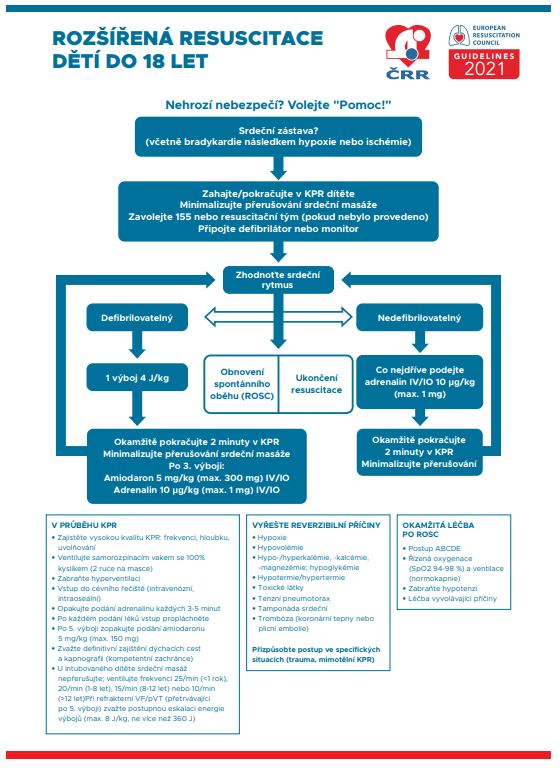 ROZŠÍŘENÁ RESUSCITACE
DĚTÍ DO 18 LET
ČRR
EUROPEAN
RESUSCITATION
COUNCIL
GUIDELINES
2021
Nehrozí nebezpečí? Volejte "Pomoc!"
Srdeční zástava?
(včetně bradykardie následkem hypoxie nebo ischémie)
Zahajte/pokračujte v KPR dítěte
Minimalizujte přerušování srdeční masáže
Zavolejte 155 nebo resuscitační tým (pokud nebylo provedeno)
Připojte defibrilátor nebo monitor
Zhodnoťte srdeční
rytmus
Defibrilovatelný
Nedefibrilovatelný
1 výboj 4 J/kg
Obnovení
spontánního
oběhu (ROSC)
Ukončení
resuscitace
Co nejdříve podejte
adrenalin IV/IO 10 μg/kg
(max. 1 mg)
Okamžitě pokračujte 2 minuty v KPR
Minimalizujte přerušování srdeční masáže
Po 3. výboji:
Amiodaron 5 mg/kg (max. 300 mg) IV/IO
Adrenalin 10 μg/kg (max. 1 mg) IV/IO
Okamžitě pokračujte
2 minuty v KPR
Minimalizujte přerušování
V PRŮBĚHU KPR
• Zajistěte vysokou kvalitu KPR: frekvenci, hloubku,
uvolňování
• Ventilujte samorozpínacím vakem se 100%
kyslíkem (2 ruce na masce)
• Zabraňte hyperventilaci
• Vstup do cévního řečiště (intravenózní,
intraoseální)
• Opakujte podání adrenalinu každých 3-5 minut
• Po každém podání léků vstup propláchněte
• Po 5. výboji zopakujte podání amiodaronu
5 mg/kg (max. 150 mg)
• Zvažte definitivní zajištění dýchacích cest
a kapnografii (kompetentní zachránce)
• U intubovaného dítěte srdeční masáž
nepřerušujte; ventilujte frekvencí 25/min (<1 rok),
20/min (1-8 let), 15/min (8-12 let) nebo 10/min
(>12 let)Při refrakterní VF/pVT (přetrvávající
po 5. výboji) zvažte postupnou eskalaci energie
výbojů (max. 8 J/kg, ne více než 360 J)
VYŘEŠTE REVERZIBILNÍ PŘÍČINY
• Hypoxie
• Hypovolémie
• Hypo-/hyperkalémie, -kalcémie,
-magnezémie; hypoglykémie
• Hypotermie/hypertermie
• Toxické látky
• Tenzní pneumotorax
• Tamponáda srdeční
• Trombóza (koronární tepny nebo
plicní embolie)
Přizpůsobte postup ve specifických
situacích (trauma, mimotělní KPR)
OKAMŽITÁ LÉČBA
PO ROSC
• Postup ABCDE
• Řízená oxygenace
(SpO2 94-98 %) a ventilace
(normokapnie)
• Zabraňte hypotenzi
• Léčba vyvolávající příčiny